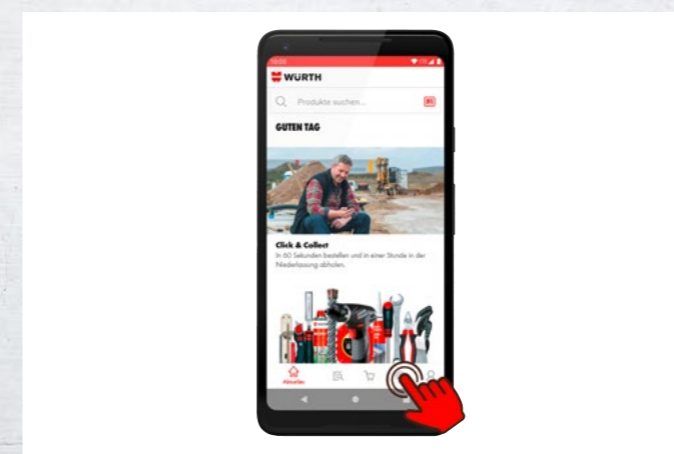 WÜRTH
Produkte suchen...
GUTEN TAG
Click & Collect
In 60 Sekunden bestellen und in einer Stunde in der
Niederlassung abholen.
Aktuelles